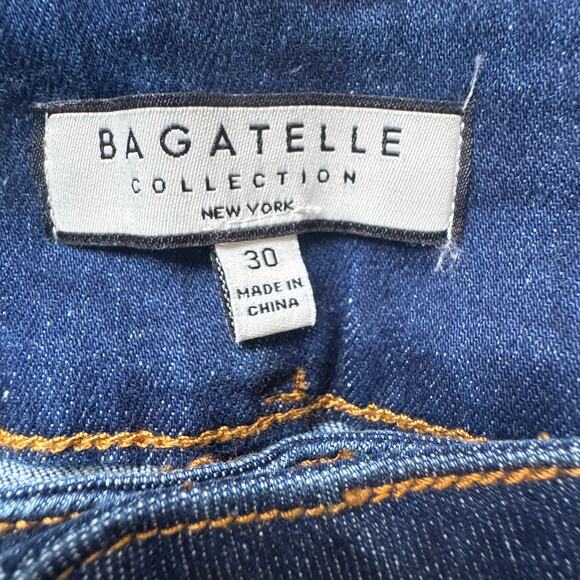 BAGATELLE
COLLECTION
NEW YORK
30
MADE IN
CHINA